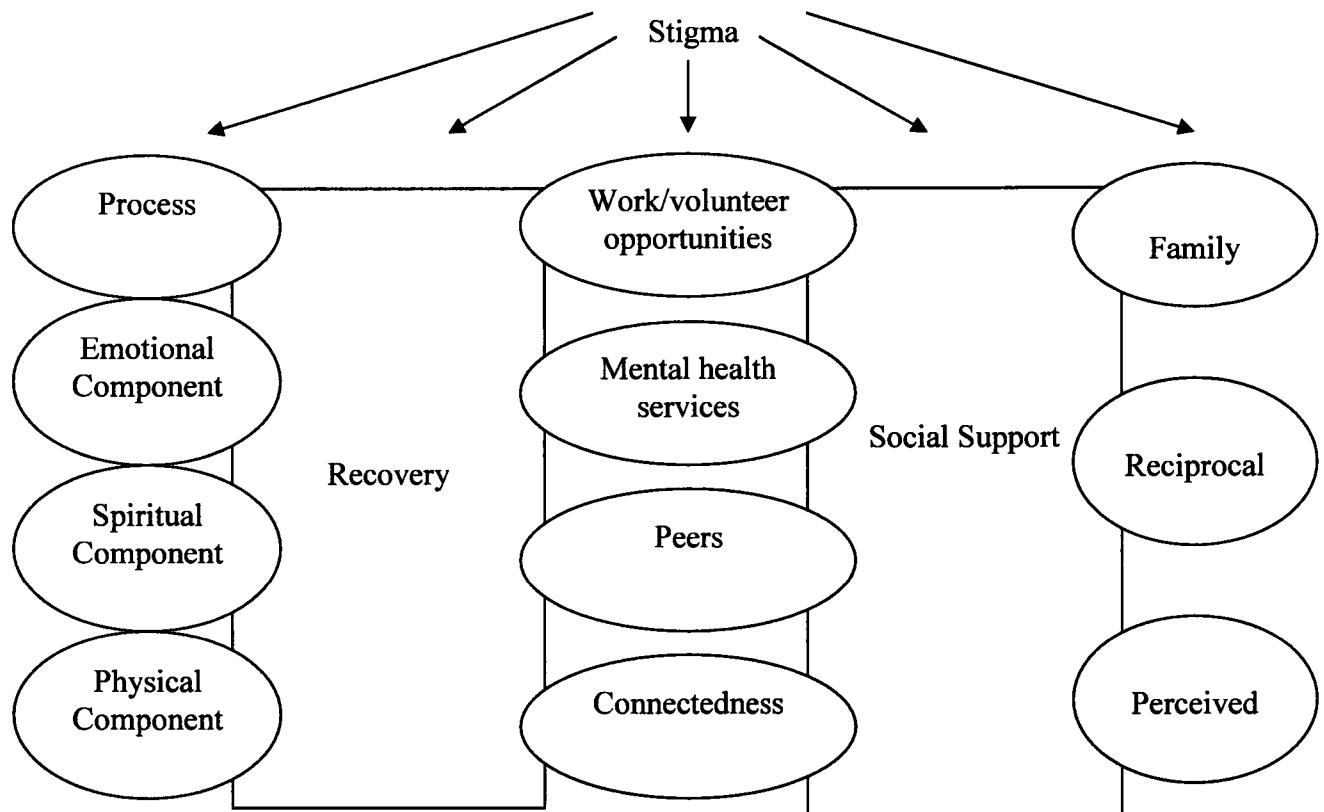 Stigma
Process
Work/volunteer
opportunities
Family
Emotional
Component
Mental health
services
Social Support
Reciprocal
Recovery
Spiritual
Component
Peers
Physical
Component
Connectedness
Perceived